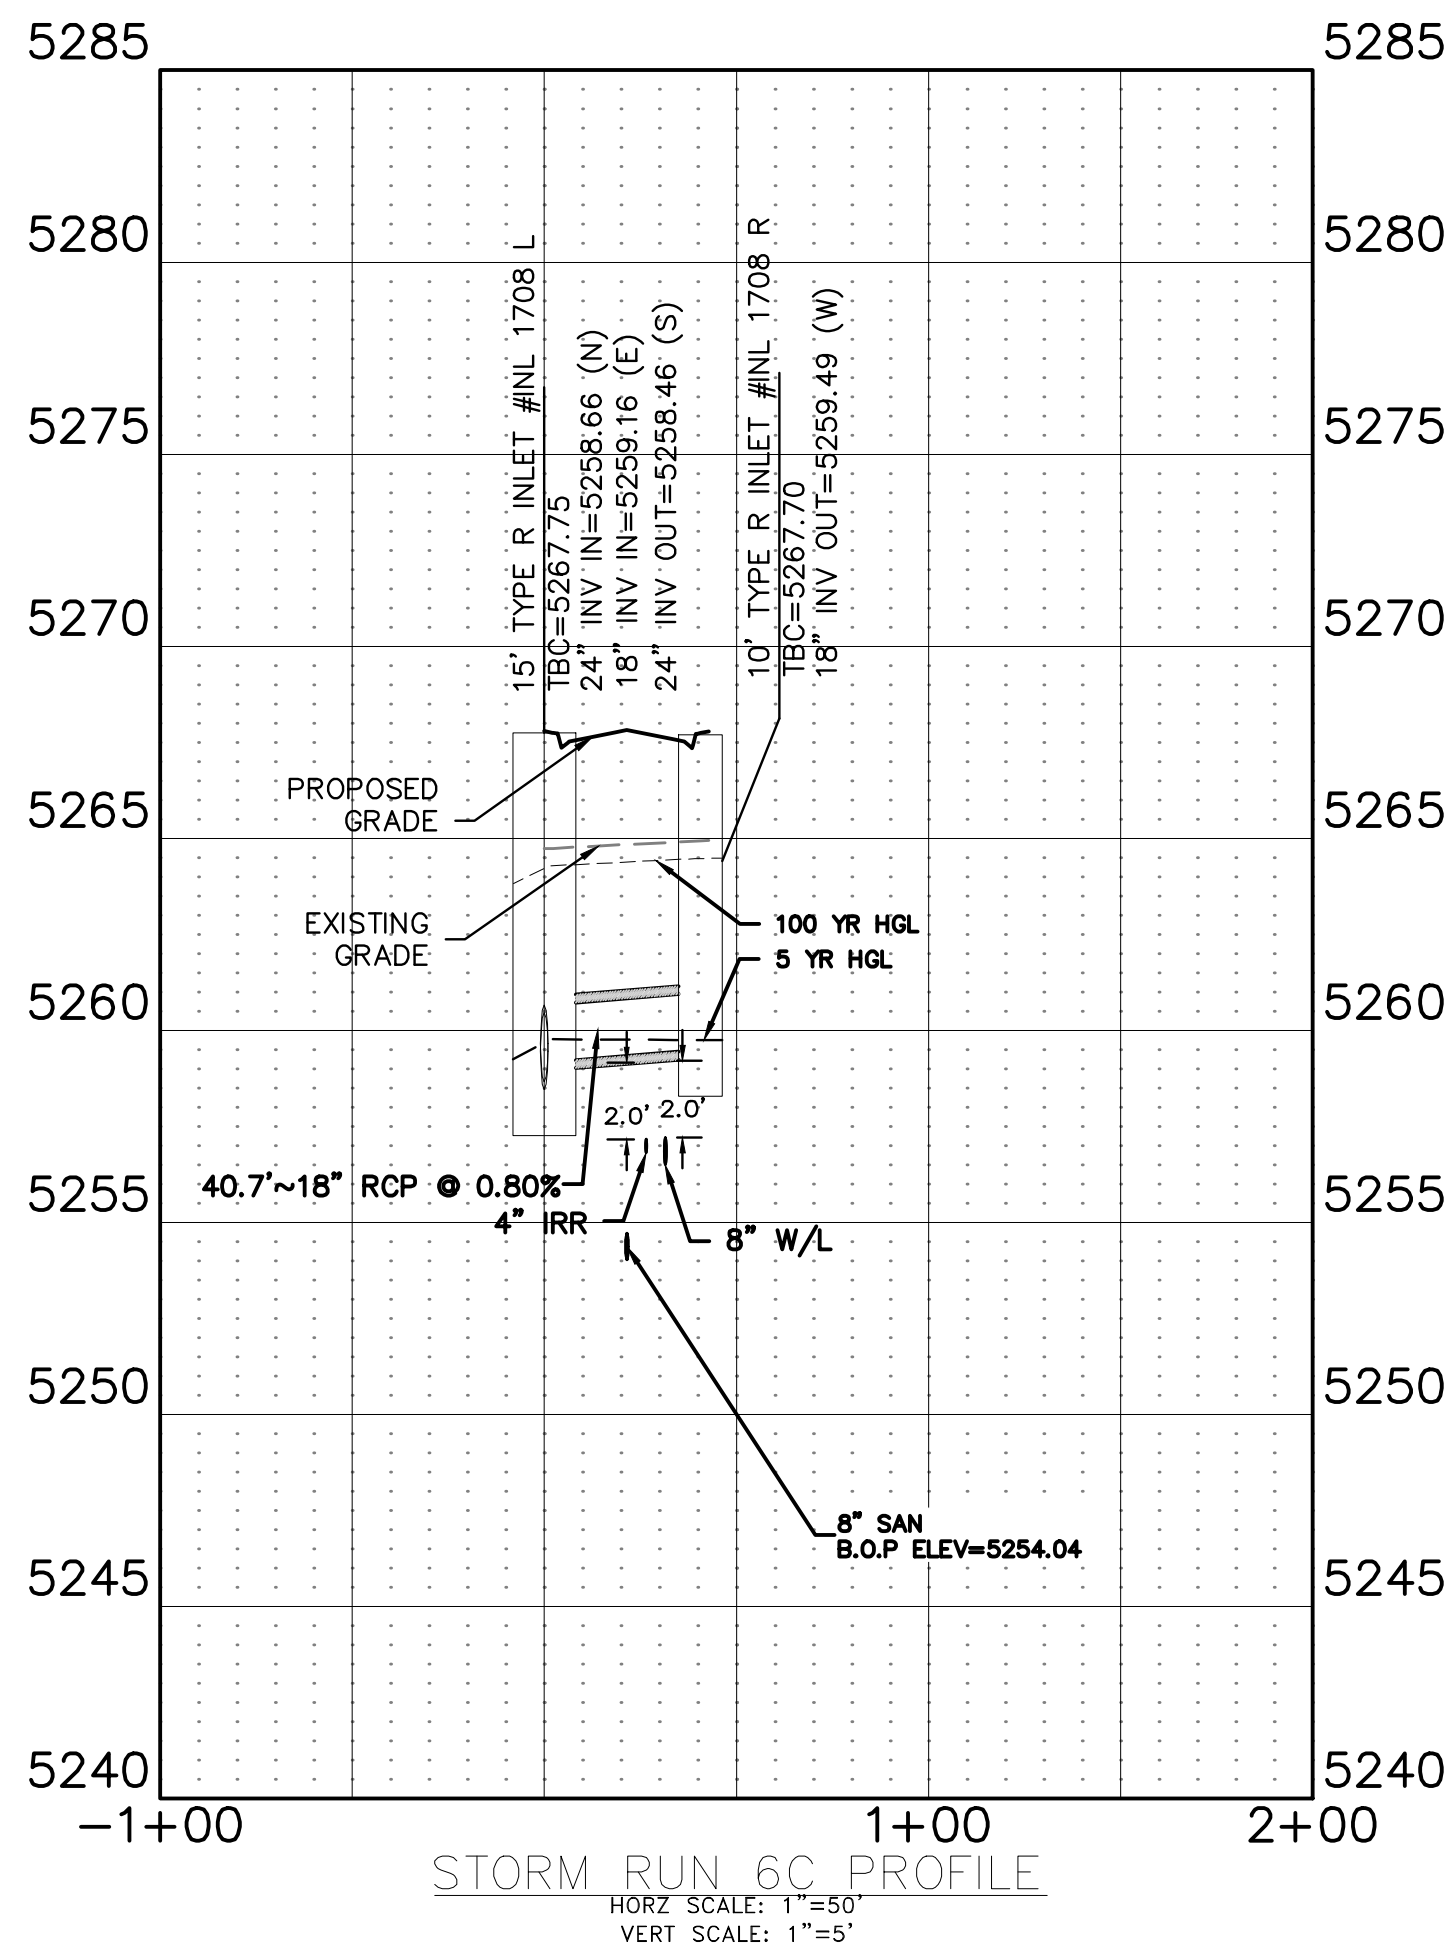 5285
5285
5280
5280
5275
5275
5270
5270
5265
5265
5260
5260
5255
5255
5250
5250
5245
5245
5240
5240
15' TYPE R INLET #INL 1708 L
TBC=5267.75
24" INV IN=5258.66 (N)
18" INV IN=5259.16 (E)
24" INV OUT=5258.46 (S)
10' TYPE R INLET #INL 1708 R
TBC=5267.70
18" INV OUT=5259.49 (W)
PROPOSED
GRADE
EXISTING
GRADE
100 YR HGL
5 YR HGL
2.0' 2.0'
40.7'~18" RCP @ 0.80%
4" IRR
8" W/L
8" SAN
B.O.P ELEV=5254.04
-1+00 1+00 2+00
STORM RUN 6C PROFILE
HORZ SCALE: 1"=50'
VERT SCALE: 1"=5'